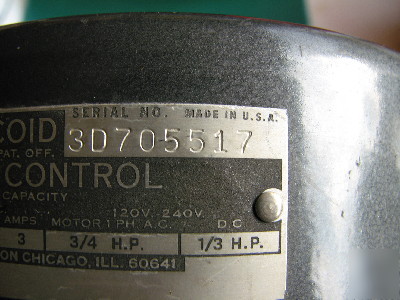 SERIAL NO. MADE IN U.S.A.
COID 3D705517
PAT. OFF.
CONTROL
CAPACITY
120V. 240V.
AMPS MOTOR 1 PH A.C. / D C
3 3/4 H.P. 1/3 H.P.
ON CHICAGO, ILL. 60641
picClick